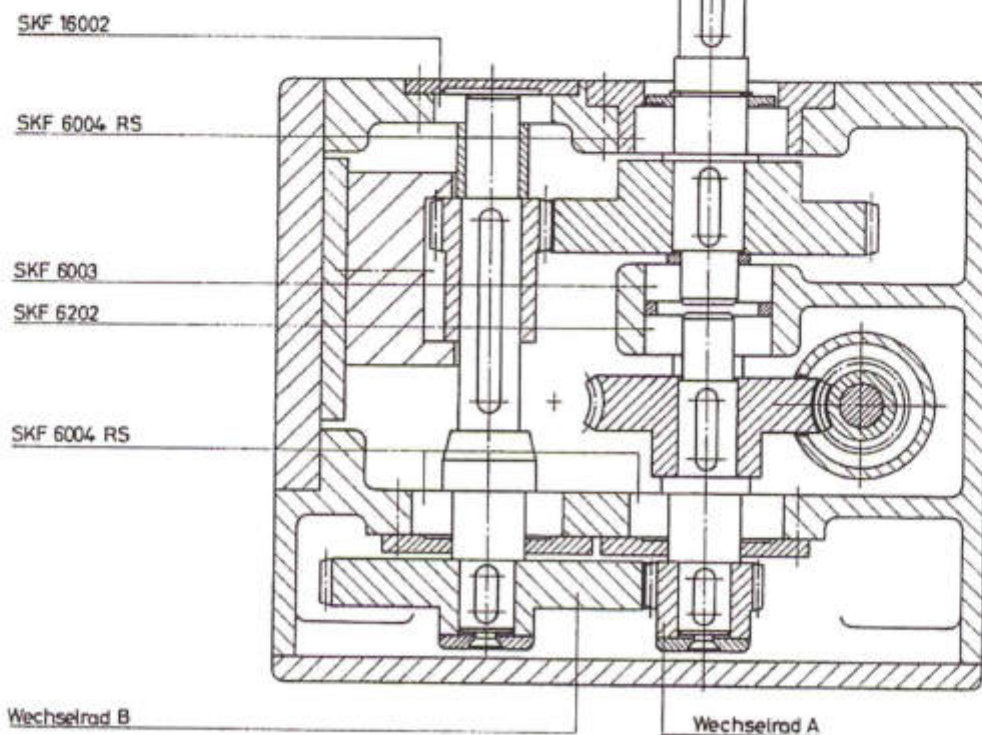 SKF 16002
SKF 6004 RS
SKF 6003
SKF 6202
SKF 6004 RS
Wechselrad B
Wechselrad A